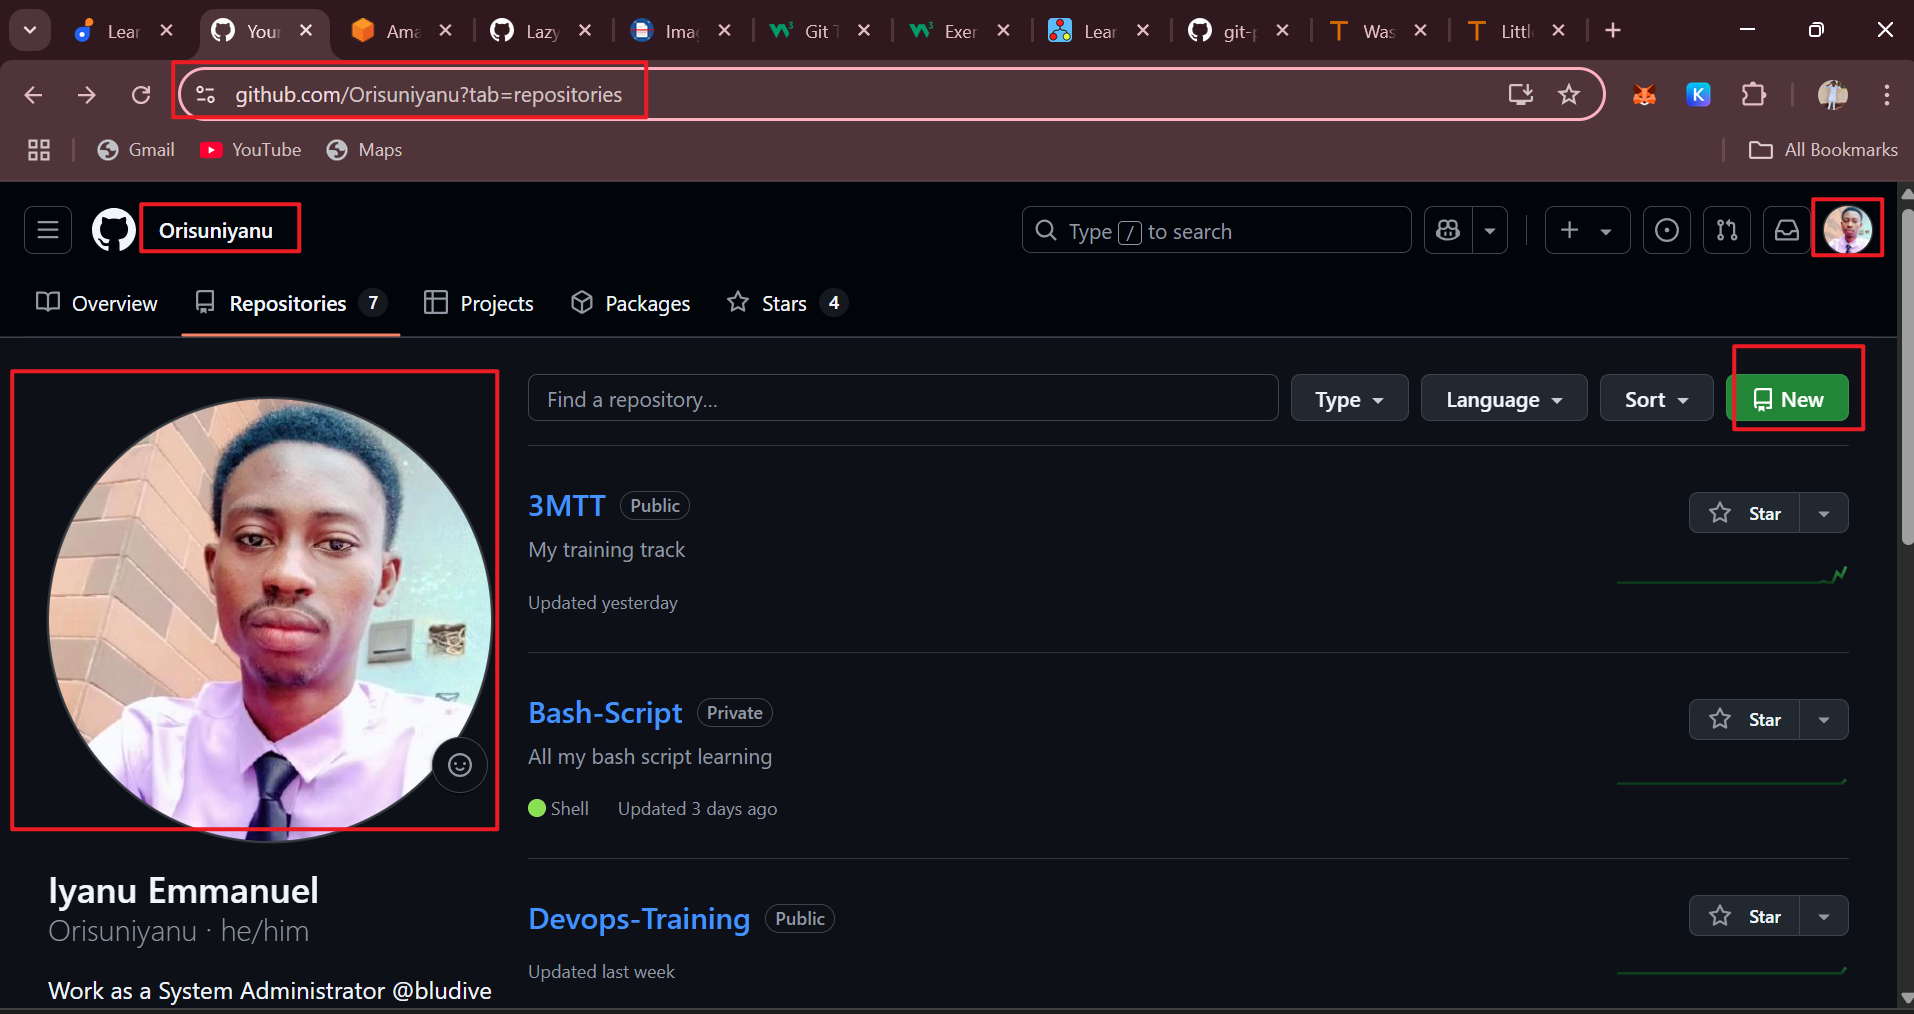 Lear
Your
Ama
Lazy
Ima
Git T
Exer
Lear
git-p
Was
Littl
github.com/Orisuniyanu?tab=repositories
K
Gmail
YouTube
Maps
All Bookmarks
Orisuniyanu
Type / to search
Overview
Repositories 7
Projects
Packages
Stars 4
Find a repository...
Type
Language
Sort
New
3MTT Public
Star
My training track
Updated yesterday
Bash-Script Private
Star
All my bash script learning
Shell Updated 3 days ago
Devops-Training Public
Star
Updated last week
Iyanu Emmanuel
Orisuniyanu · he/him
Work as a System Administrator @bludive